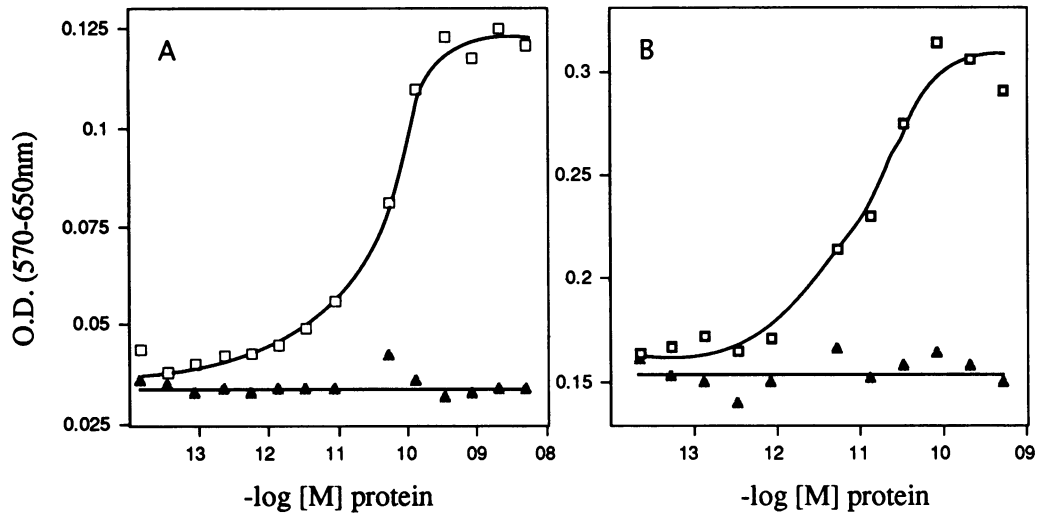 A
B
O.D. (570-650nm)
0.125
0.1
0.075
0.05
0.025
0.3
0.25
0.2
0.15
13 12 11 10 09 08
13 12 11 10 09
-log [M] protein
-log [M] protein